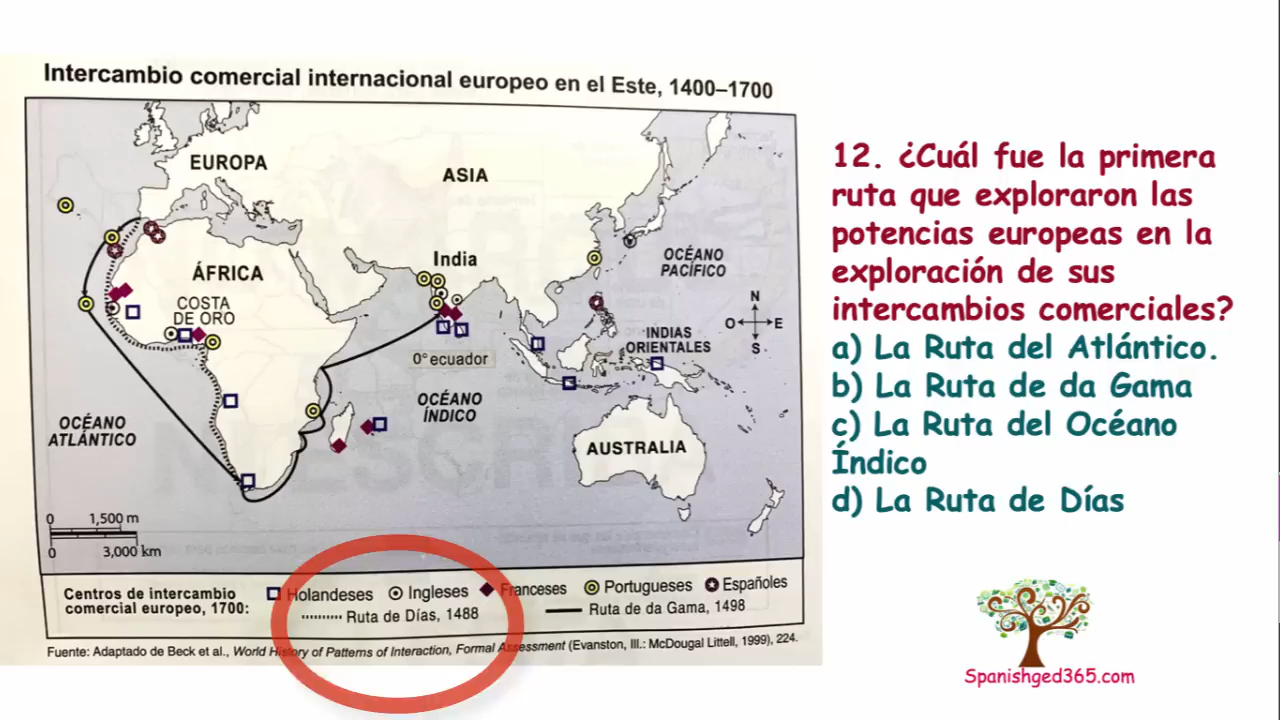 Intercambio comercial internacional europeo en el Este, 1400–1700
EUROPA
ASIA
ÁFRICA
India
COSTA
DE ORO
OCÉANO
PACÍFICO
N
O
E
S
INDIAS
ORIENTALES
0° ecuador
OCÉANO
ÍNDICO
OCÉANO
ATLÁNTICO
AUSTRALIA
0 1,500 m
0 3,000 km
Centros de intercambio
comercial europeo, 1700:
Holandeses
Ingleses
Franceses
Portugueses
Españoles
Ruta de Días, 1488
Ruta de da Gama, 1498
Fuente: Adaptado de Beck et al., World History of Patterns of Interaction, Formal Assessment (Evanston, Ill.: McDougal Littell, 1999), 224.
12. ¿Cuál fue la primera
ruta que exploraron las
potencias europeas en la
exploración de sus
intercambios comerciales?
a) La Ruta del Atlántico.
b) La Ruta de da Gama
c) La Ruta del Océano
Índico
d) La Ruta de Días
Spanishged365.com